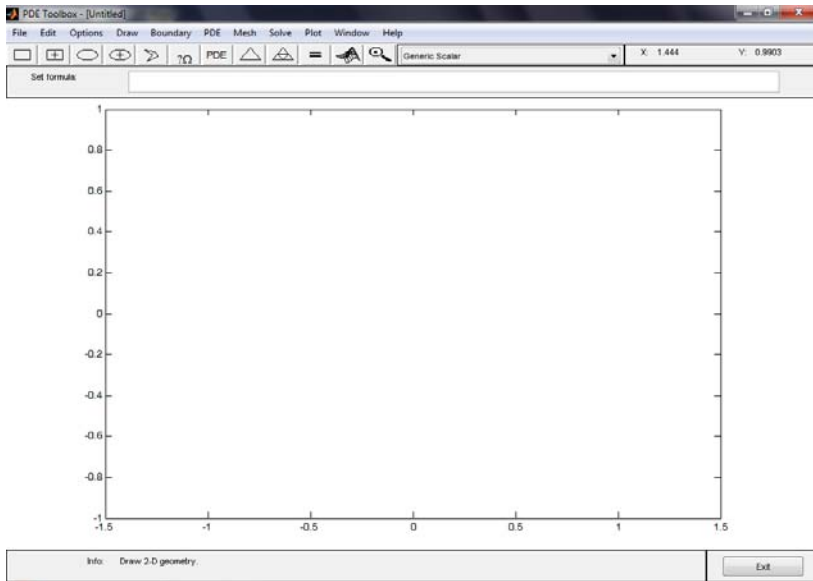 PDE Toolbox - [Untitled]
File Edit Options Draw Boundary PDE Mesh Solve Plot Window Help
∂Ω PDE = Generic Scalar X: 1.444 Y: 0.9903
Set formula:
1
0.8
0.6
0.4
0.2
0
-0.2
-0.4
-0.6
-0.8
-1
-1.5 -1 -0.5 0 0.5 1 1.5
Info: Draw 2-D geometry. Exit